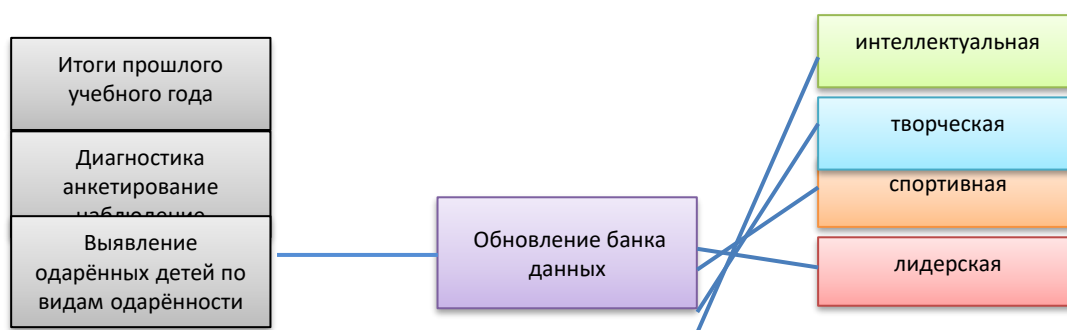 Итоги прошлого
учебного года
Диагностика
анкетирование
наблюдение
Выявление
одарённых детей по
видам одарённости
Обновление банка
данных
интеллектуальная
творческая
спортивная
лидерская